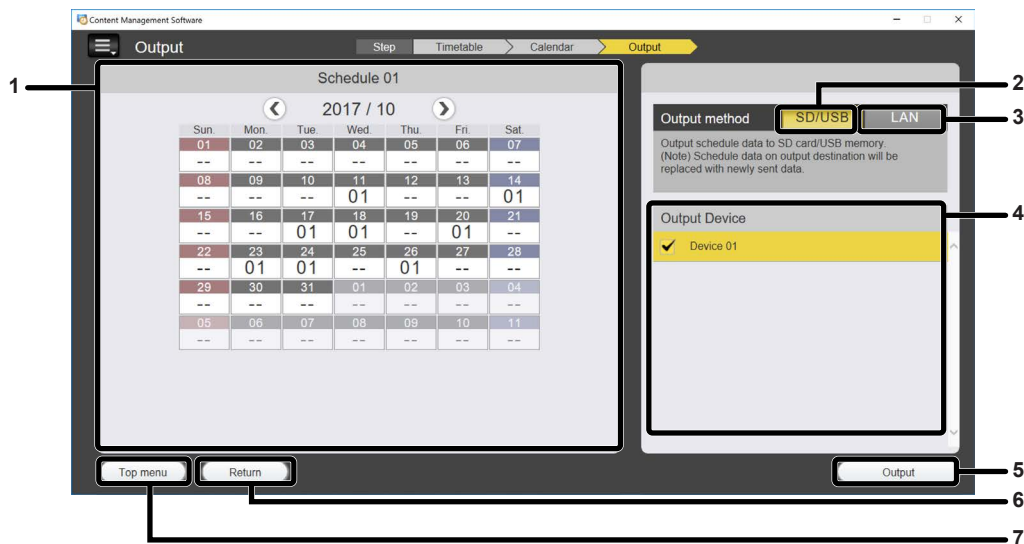 Content Management Software
Output Step Timetable Calendar Output
1
Schedule 01
2017 / 10
Sun. Mon. Tue. Wed. Thu. Fri. Sat.
01 02 03 04 05 06 07
-- -- -- -- -- -- --
08 09 10 11 12 13 14
-- -- -- 01 -- -- 01
15 16 17 18 19 20 21
-- -- 01 01 -- 01 --
22 23 24 25 26 27 28
-- 01 01 -- 01 -- --
29 30 31 01 02 03 04
-- -- -- -- -- -- --
05 06 07 08 09 10 11
-- -- -- -- -- -- --
2
Output method SD/USB LAN
3
Output schedule data to SD card/USB memory.
(Note) Schedule data on output destination will be
replaced with newly sent data.
Output Device
4
Device 01
Top menu Return Output
5
6
7